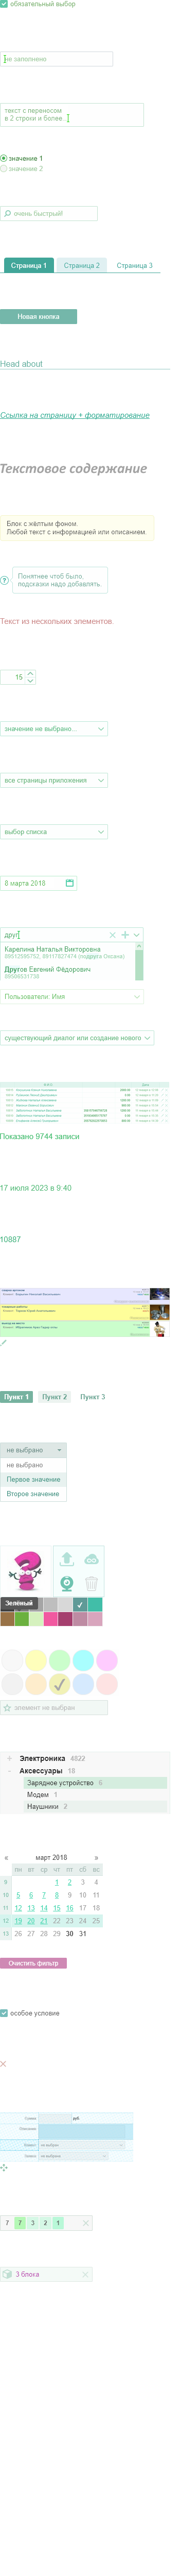 обязательный выбор
не заполнено
текст с переносом
в 2 строки и более.
значение 1
значение 2
очень быстрый!
Страница 1 Страница 2 Страница 3
Новая кнопка
Head about
Ссылка на страницу + форматирование
Текстовое содержание
Блок с жёлтым фоном.
Любой текст с информацией или описанием.
? Понятнее чтоб было,
подсказки надо добавлять.
Текст из нескольких элементов.
15
значение не выбрано...
все страницы приложения
выбор списка
8 марта 2018
друг
Карелина Наталья Викторовна
Другов Евгений Фёдорович
89506531738
Пользователи: Имя
существующий диалог или создание нового
Показано 9744 записи
17 июля 2023 в 9:40
10887
Пункт 1 Пункт 2 Пункт 3
не выбрано
не выбрано
Первое значение
Второе значение
Зелёный
элемент не выбран
+ Электроника 4822
- Аксессуары 18
Зарядное устройство 6
Модем 1
Наушники 2
« март 2018 »
пн вт ср чт пт сб вс
9 1 2 3 4
10 5 6 7 8 9 10 11
11 12 13 14 15 16 17 18
12 19 20 21 22 23 24 25
13 26 27 28 29 30 31
Очистить фильтр
особое условие
7 7 3 2 1
3 блока